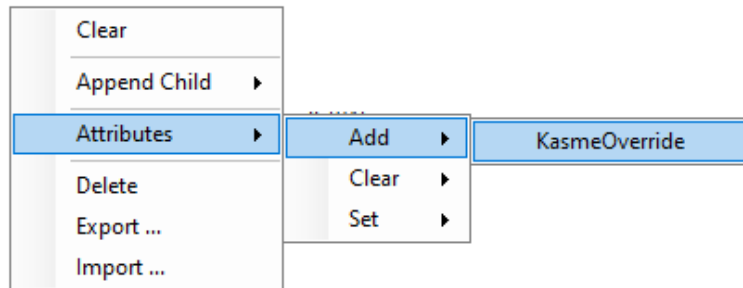 Clear
Append Child
Attributes
Add
KasmeOverride
Delete
Clear
Export ...
Set
Import ...